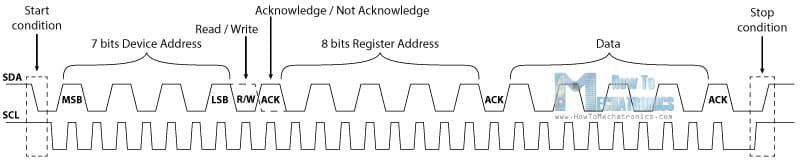 Start
condition
Read / Write
Acknowledge / Not Acknowledge
Stop
condition
7 bits Device Address
8 bits Register Address
Data
SDA
MSB
LSB
R/W
ACK
ACK
ACK
SCL
How To
MECHATRONICS
www.HowToMechatronics.com